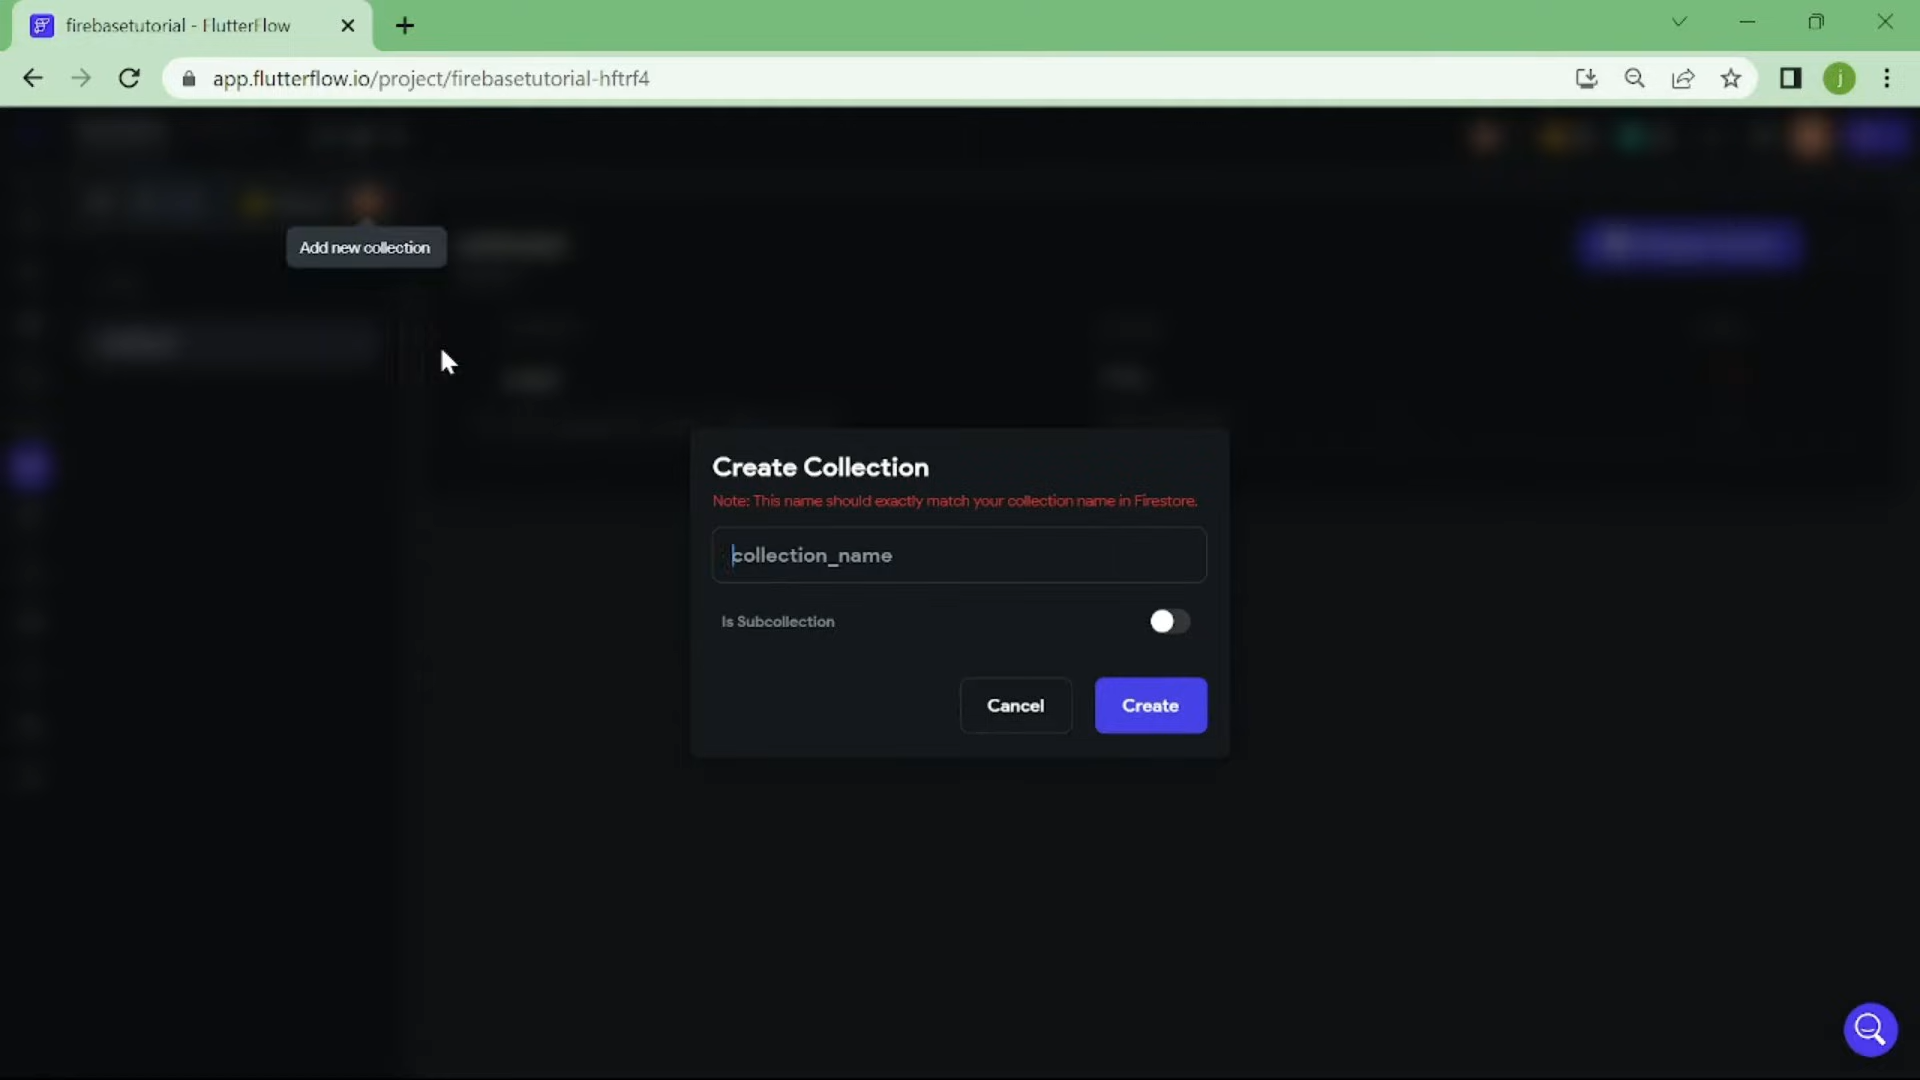 firebasetutorial - FlutterFlow
app.flutterflow.io/project/firebasetutorial-hftrf4
j
Add new collection
Create Collection
Note: This name should exactly match your collection name in Firestore.
collection_name
Is Subcollection
Cancel
Create